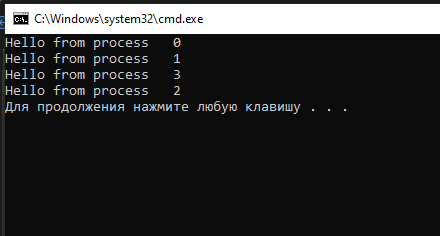 C:\Windows\system32\cmd.exe
Hello from process   0
Hello from process   1
Hello from process   3
Hello from process   2
Для продолжения нажмите любую клавишу . . .